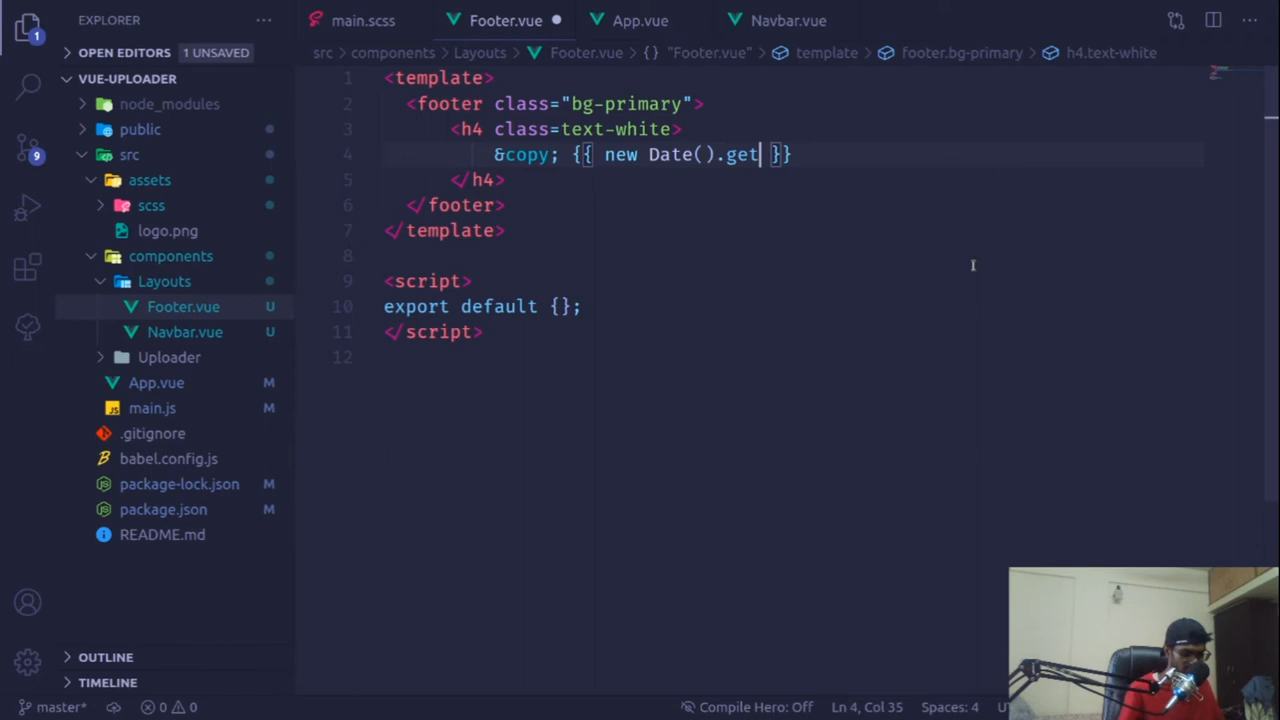 EXPLORER
main.scss
Footer.vue
App.vue
Navbar.vue
1
OPEN EDITORS 1 UNSAVED
src > components > Layouts > Footer.vue > {} "Footer.vue" > template > footer.bg-primary > h4.text-white
VUE-UPLOADER
node_modules
public
src
assets
scss
logo.png
components
Layouts
Footer.vue U
Navbar.vue U
Uploader
App.vue M
JS main.js M
.gitignore
babel.config.js
package-lock.json M
package.json M
README.md
OUTLINE
TIMELINE
9
1 <template>
2 <footer class="bg-primary">
3 <h4 class=text-white>
4 &copy; {{ new Date().get }}
5 </h4>
6 </footer>
7 </template>
8
9 <script>
10 export default {};
11 </script>
12
master* 0 0
Compile Hero: Off
Ln 4, Col 35
Spaces: 4